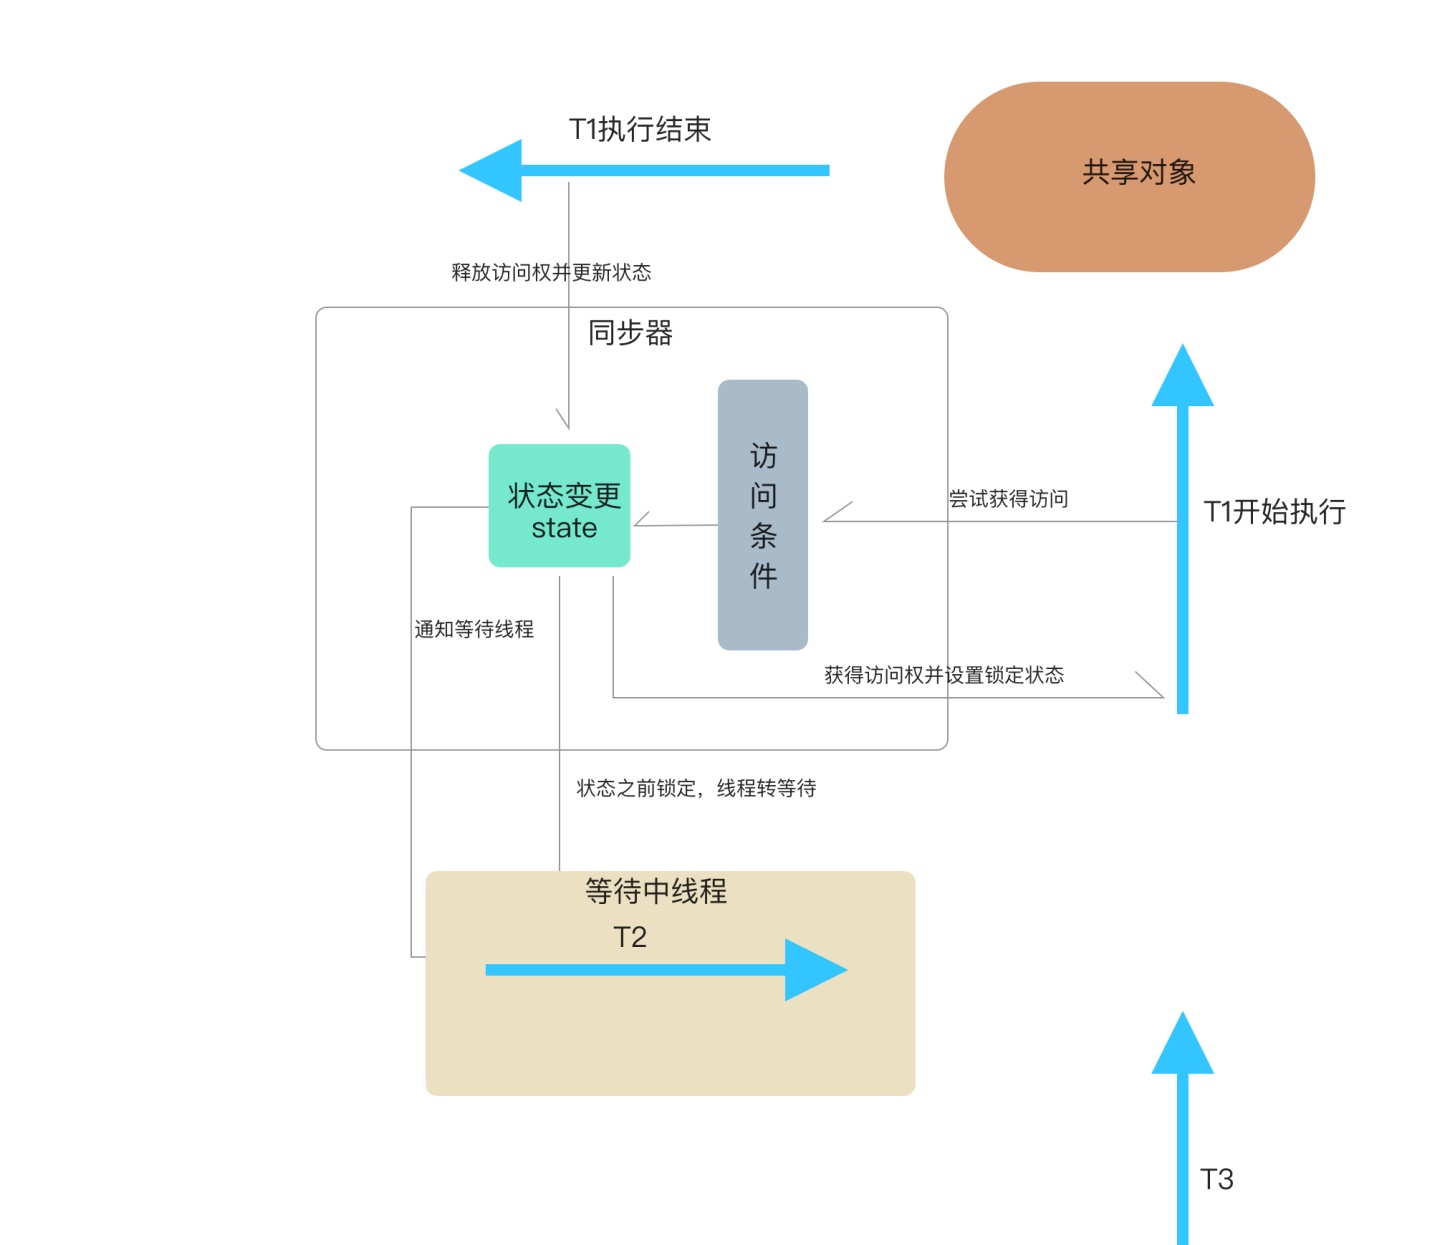 T1执行结束
共享对象
释放访问权并更新状态
同步器
访
问
条
件
状态变更
state
尝试获得访问
T1开始执行
通知等待线程
获得访问权并设置锁定状态
状态之前锁定，线程转等待
等待中线程
T2
T3